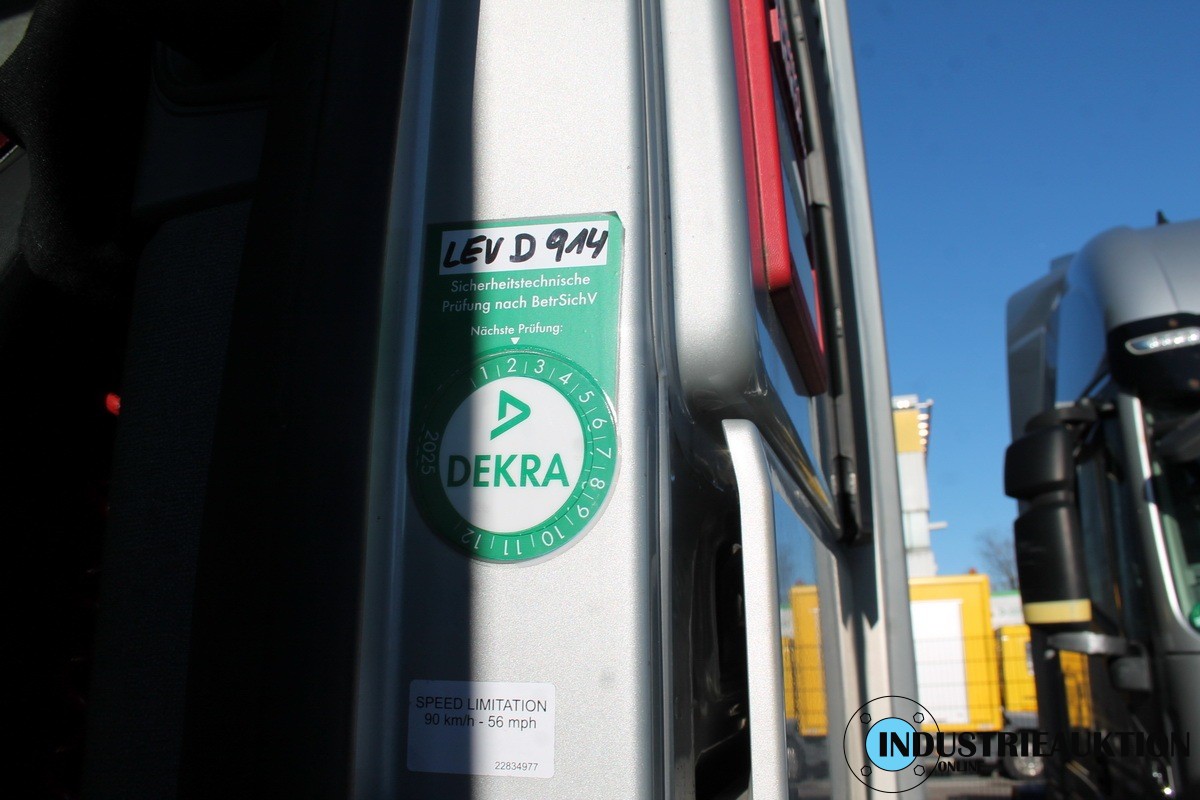 LEV D 914
Sicherheitstechnische
Prüfung nach BetrSichV
Nächste Prüfung:
1 2 3 4 5 6 7 8 9 10 11 12
2025
DEKRA
SPEED LIMITATION
90 km/h - 56 mph
22834977
INDUSTRIEAUKTION
ONLINE